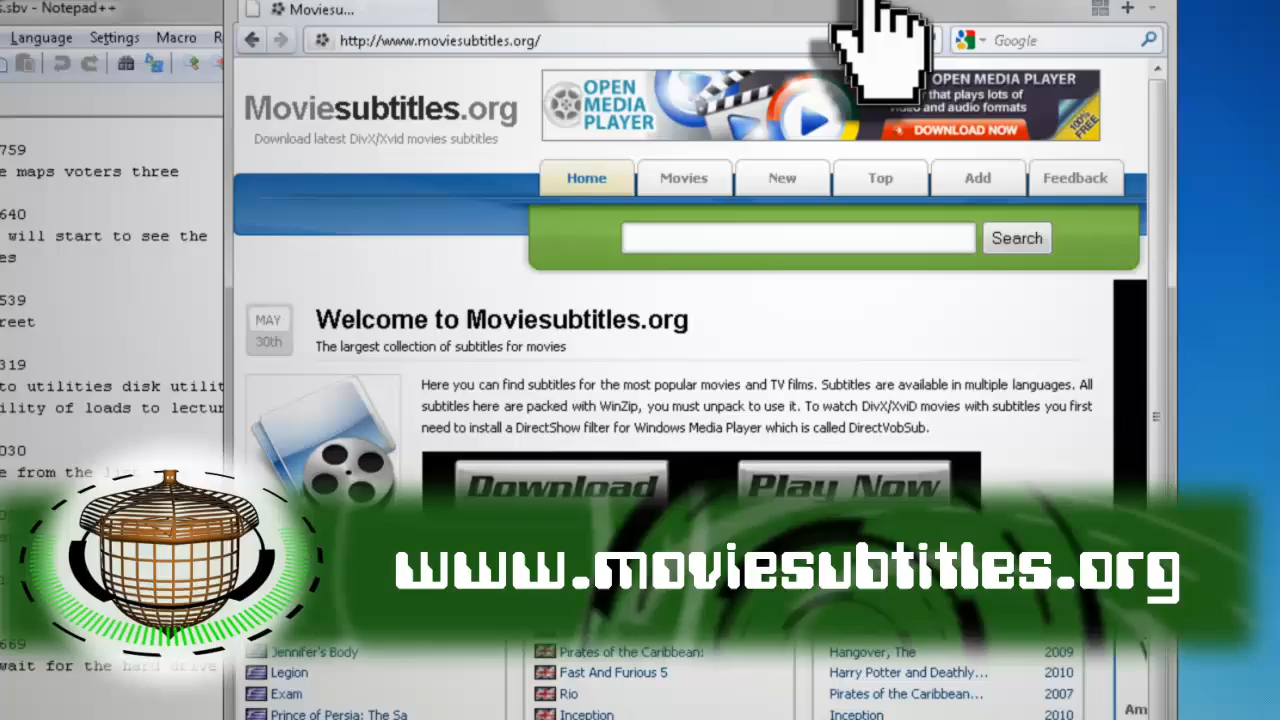 .sbv - Notepad++
Language Settings Macro R
759
e maps voters three
640
will start to see the
es
539
reet
319
to utilities disk utilit
ility of loads to lectur
030
e from the
669
wait for the hard drive
Moviesu...
http://www.moviesubtitles.org/
Google
Moviesubtitles.org
Download latest DivX/Xvid movies subtitles
OPEN
MEDIA
PLAYER
OPEN MEDIA PLAYER
that plays lots of
video and audio formats
DOWNLOAD NOW
100%
FREE
Home Movies New Top Add Feedback
Search
MAY
30th
Welcome to Moviesubtitles.org
The largest collection of subtitles for movies
Here you can find subtitles for the most popular movies and TV films. Subtitles are available in multiple languages. All
subtitles here are packed with WinZip, you must unpack to use it. To watch DivX/XviD movies with subtitles you first
need to install a DirectShow filter for Windows Media Player which is called DirectVobSub.
Download Play Now
www.moviesubtitles.org
Jennifer's Body
Legion
Exam
Prince of Persia: The Sa
Pirates of the Caribbean:
Fast And Furious 5
Rio
Inception
Hangover, The 2009
Harry Potter and Deathly... 2010
Pirates of the Caribbean... 2007
Inception 2010
Am